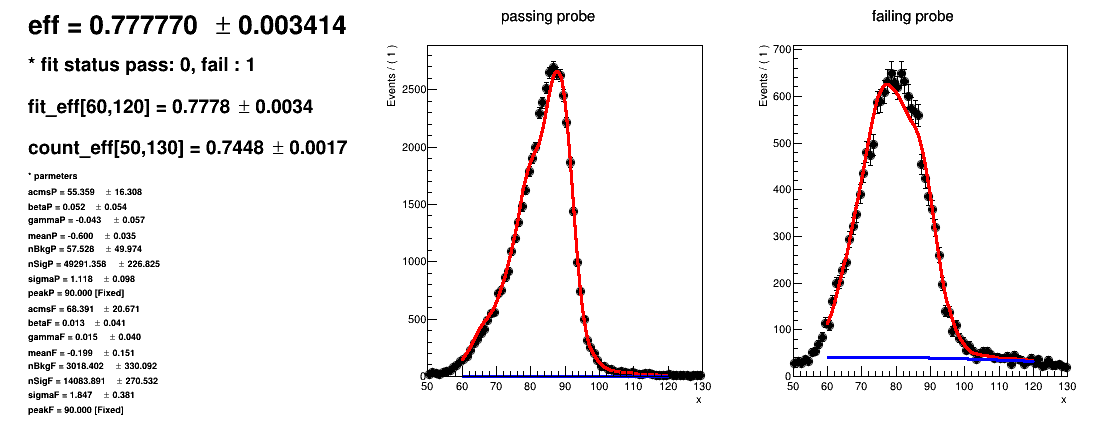 eff = 0.777770 ± 0.003414
* fit status pass: 0, fail : 1
fit_eff[60,120] = 0.7778 ± 0.0034
count_eff[50,130] = 0.7448 ± 0.0017
* parmeters
acmsP = 55.359 ± 16.308
betaP = 0.052 ± 0.054
gammaP = -0.043 ± 0.057
meanP = -0.600 ± 0.035
nBkgP = 57.528 ± 49.974
nSigP = 49291.358 ± 226.825
sigmaP = 1.118 ± 0.098
peakP = 90.000 [Fixed]
acmsF = 68.391 ± 20.671
betaF = 0.013 ± 0.041
gammaF = 0.015 ± 0.040
meanF = -0.199 ± 0.151
nBkgF = 3018.402 ± 330.092
nSigF = 14083.891 ± 270.532
sigmaF = 1.847 ± 0.381
peakF = 90.000 [Fixed]
passing probe
Events / ( 1 )
2500
2000
1500
1000
500
0
50 60 70 80 90 100 110 120 130
x
failing probe
Events / ( 1 )
700
600
500
400
300
200
100
0
50 60 70 80 90 100 110 120 130
x